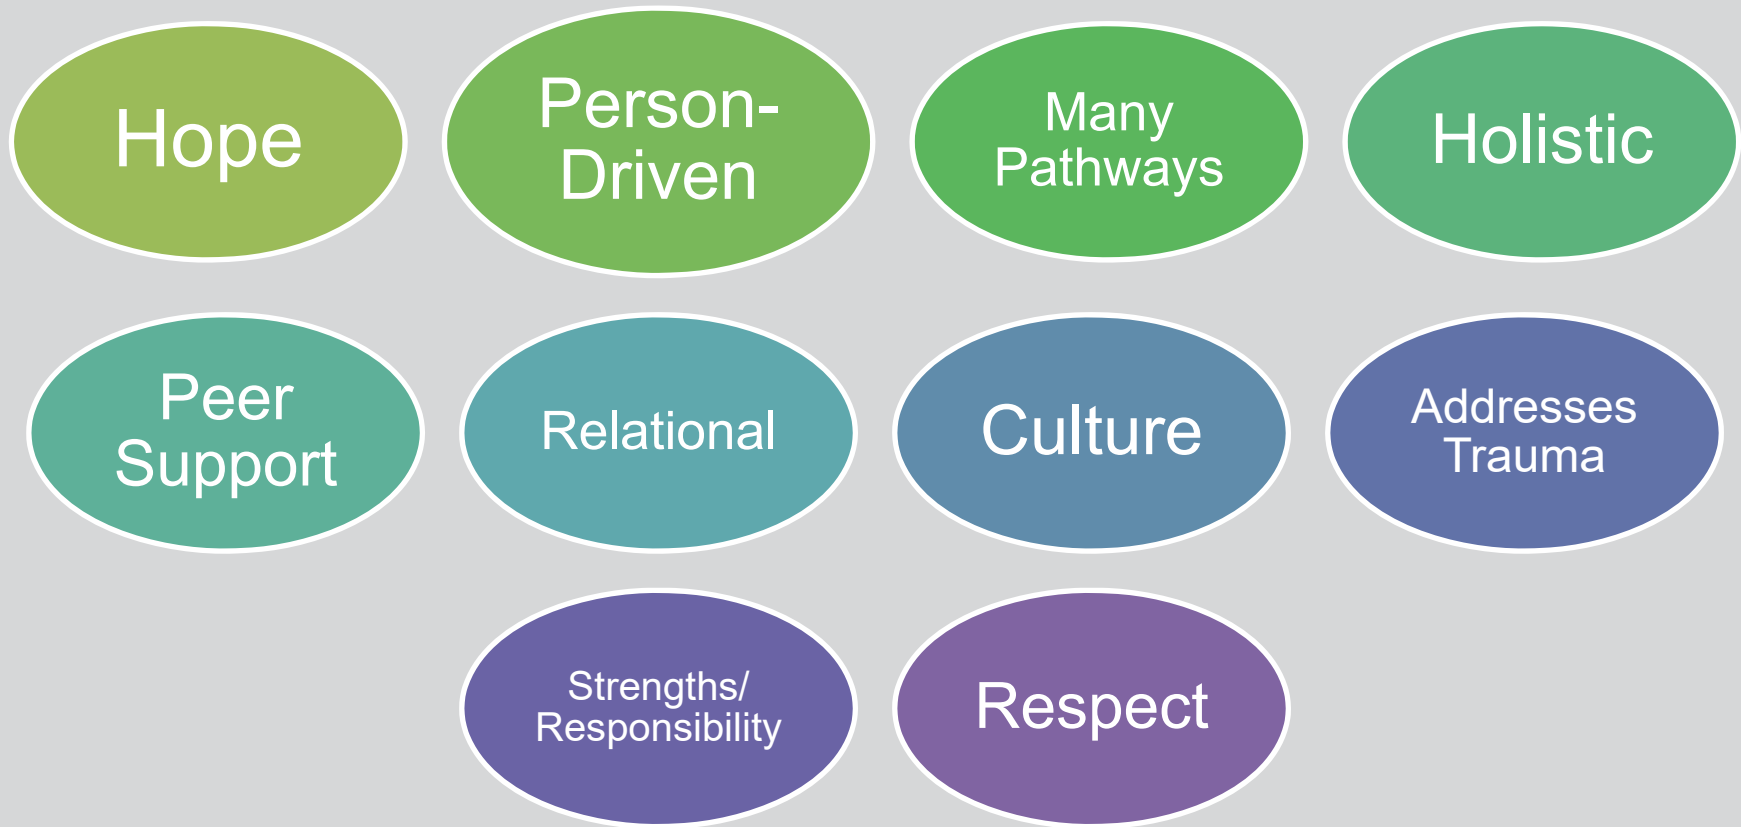 Hope
Person-
Driven
Many
Pathways
Holistic
Peer
Support
Relational
Culture
Addresses
Trauma
Strengths/
Responsibility
Respect